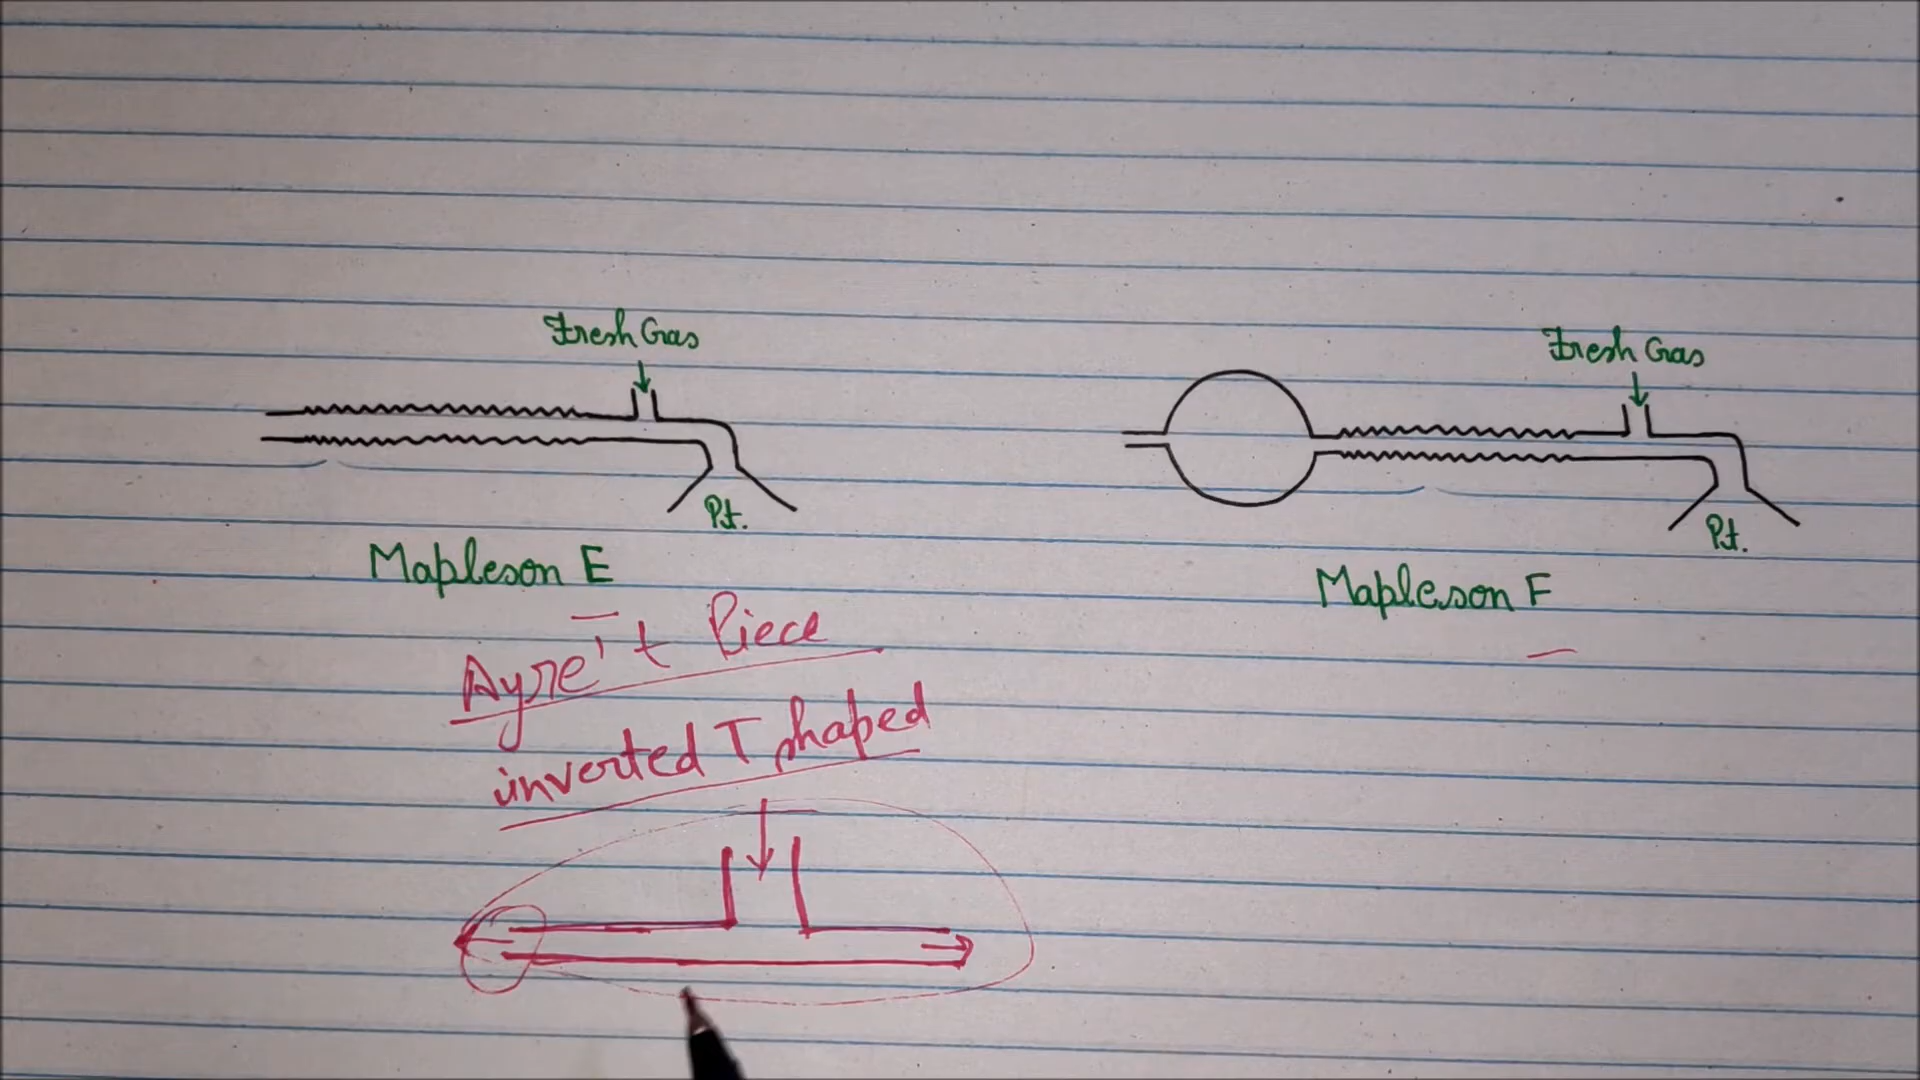 Fresh Gas
Pt.
Mapleson E
Fresh Gas
Pt.
Mapleson F
Ayre' t Piece
inverted T shaped